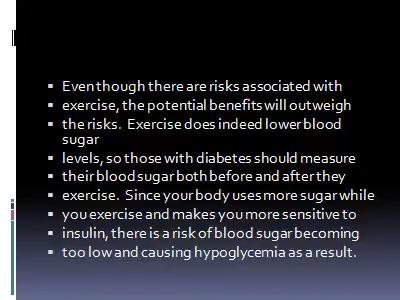 ▪ Even though there are risks associated with
▪ exercise, the potential benefits will outweigh
▪ the risks. Exercise does indeed lower blood
sugar
▪ levels, so those with diabetes should measure
▪ their blood sugar both before and after they
▪ exercise. Since your body uses more sugar while
▪ you exercise and makes you more sensitive to
▪ insulin, there is a risk of blood sugar becoming
▪ too low and causing hypoglycemia as a result.